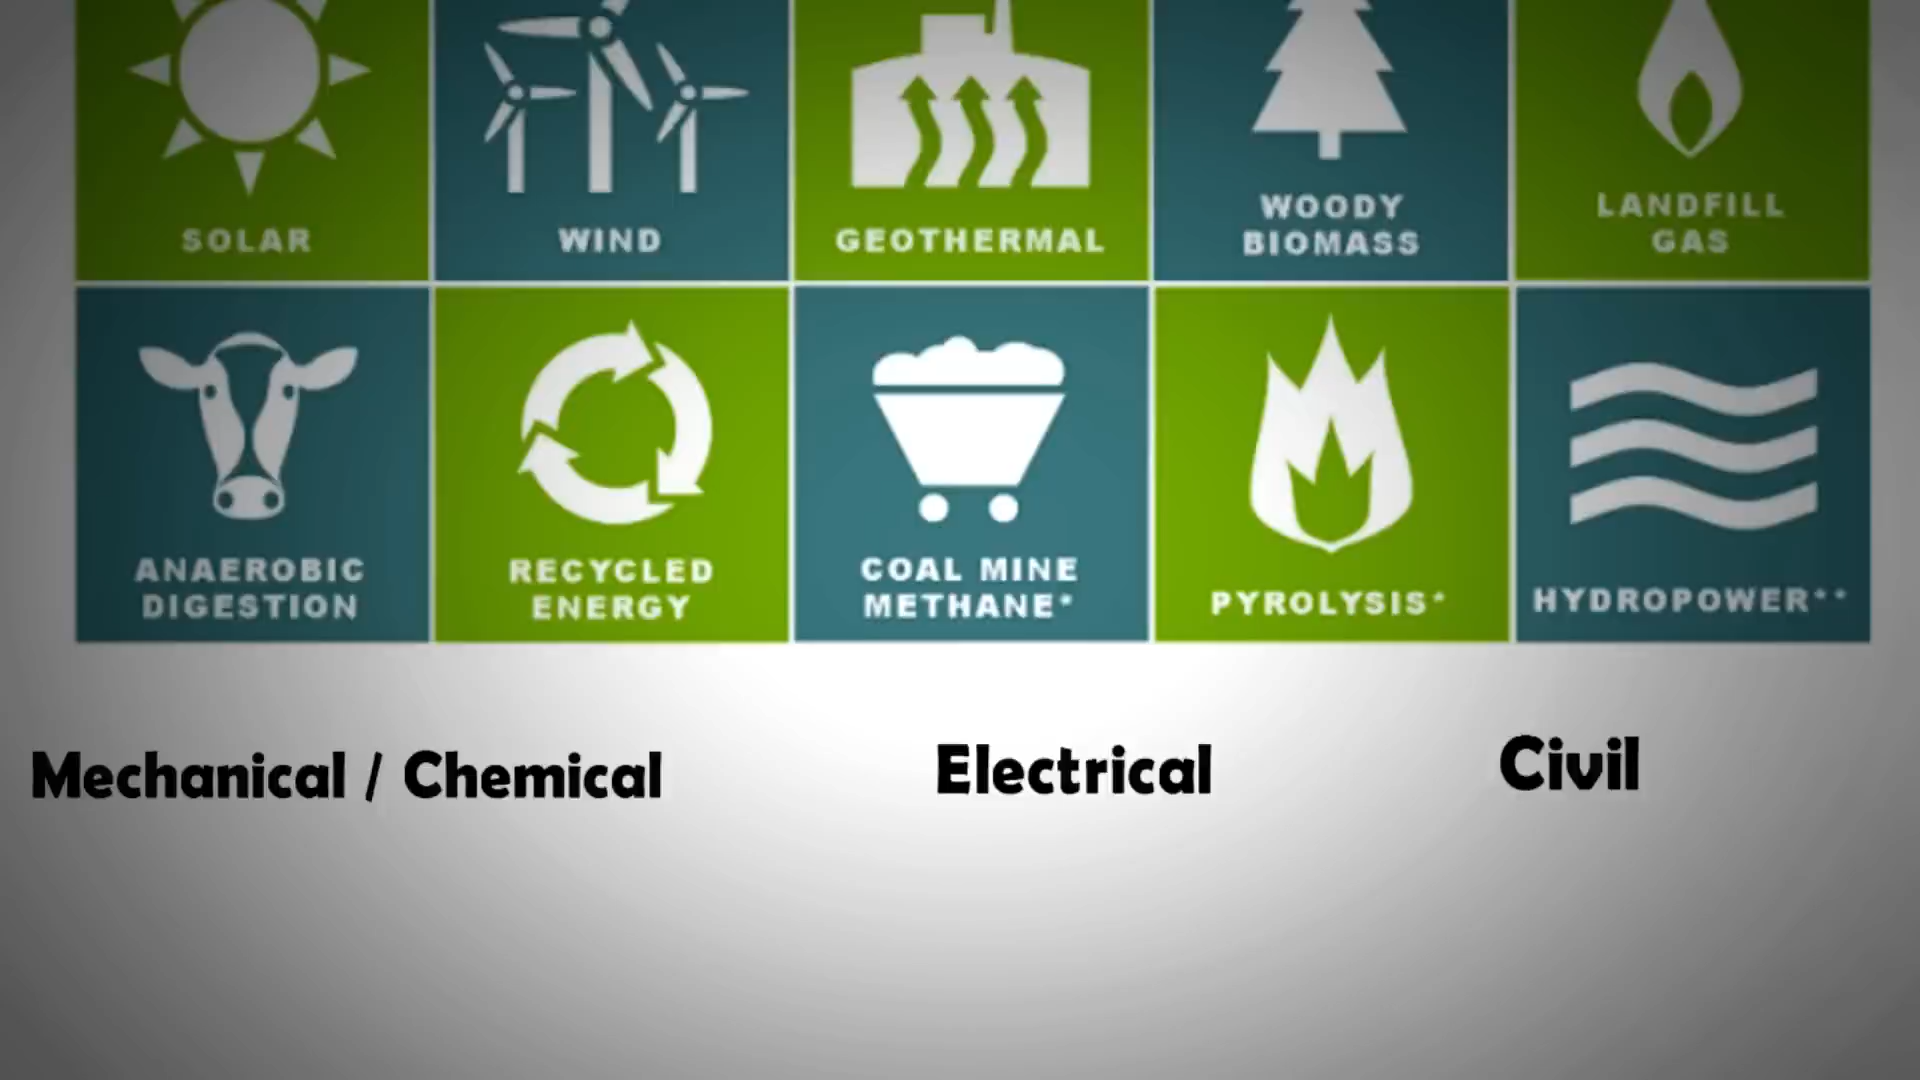 SOLAR
WIND
GEOTHERMAL
WOODY
BIOMASS
LANDFILL
GAS
ANAEROBIC
DIGESTION
RECYCLED
ENERGY
COAL MINE
METHANE*
PYROLYSIS*
HYDROPOWER**
Mechanical / Chemical
Electrical
Civil